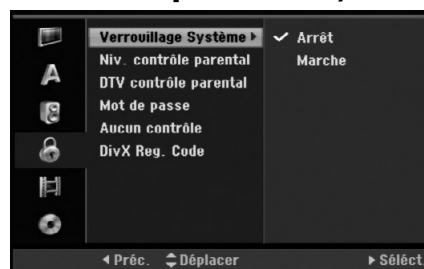 Verrouillage Système ▶ ✔ Arrêt
Niv. contrôle parental Marche
DTV contrôle parental
Mot de passe
Aucun contrôle
DivX Reg. Code
◀ Préc. Déplacer ▶ Séléct